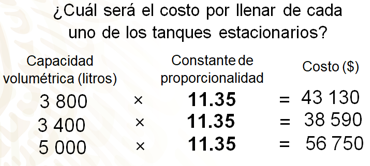 ¿Cuál será el costo por llenar de cada
uno de los tanques estacionarios?
Capacidad volumétrica (litros) Constante de proporcionalidad Costo ($)
3 800 × 11.35 = 43 130
3 400 × 11.35 = 38 590
5 000 × 11.35 = 56 750